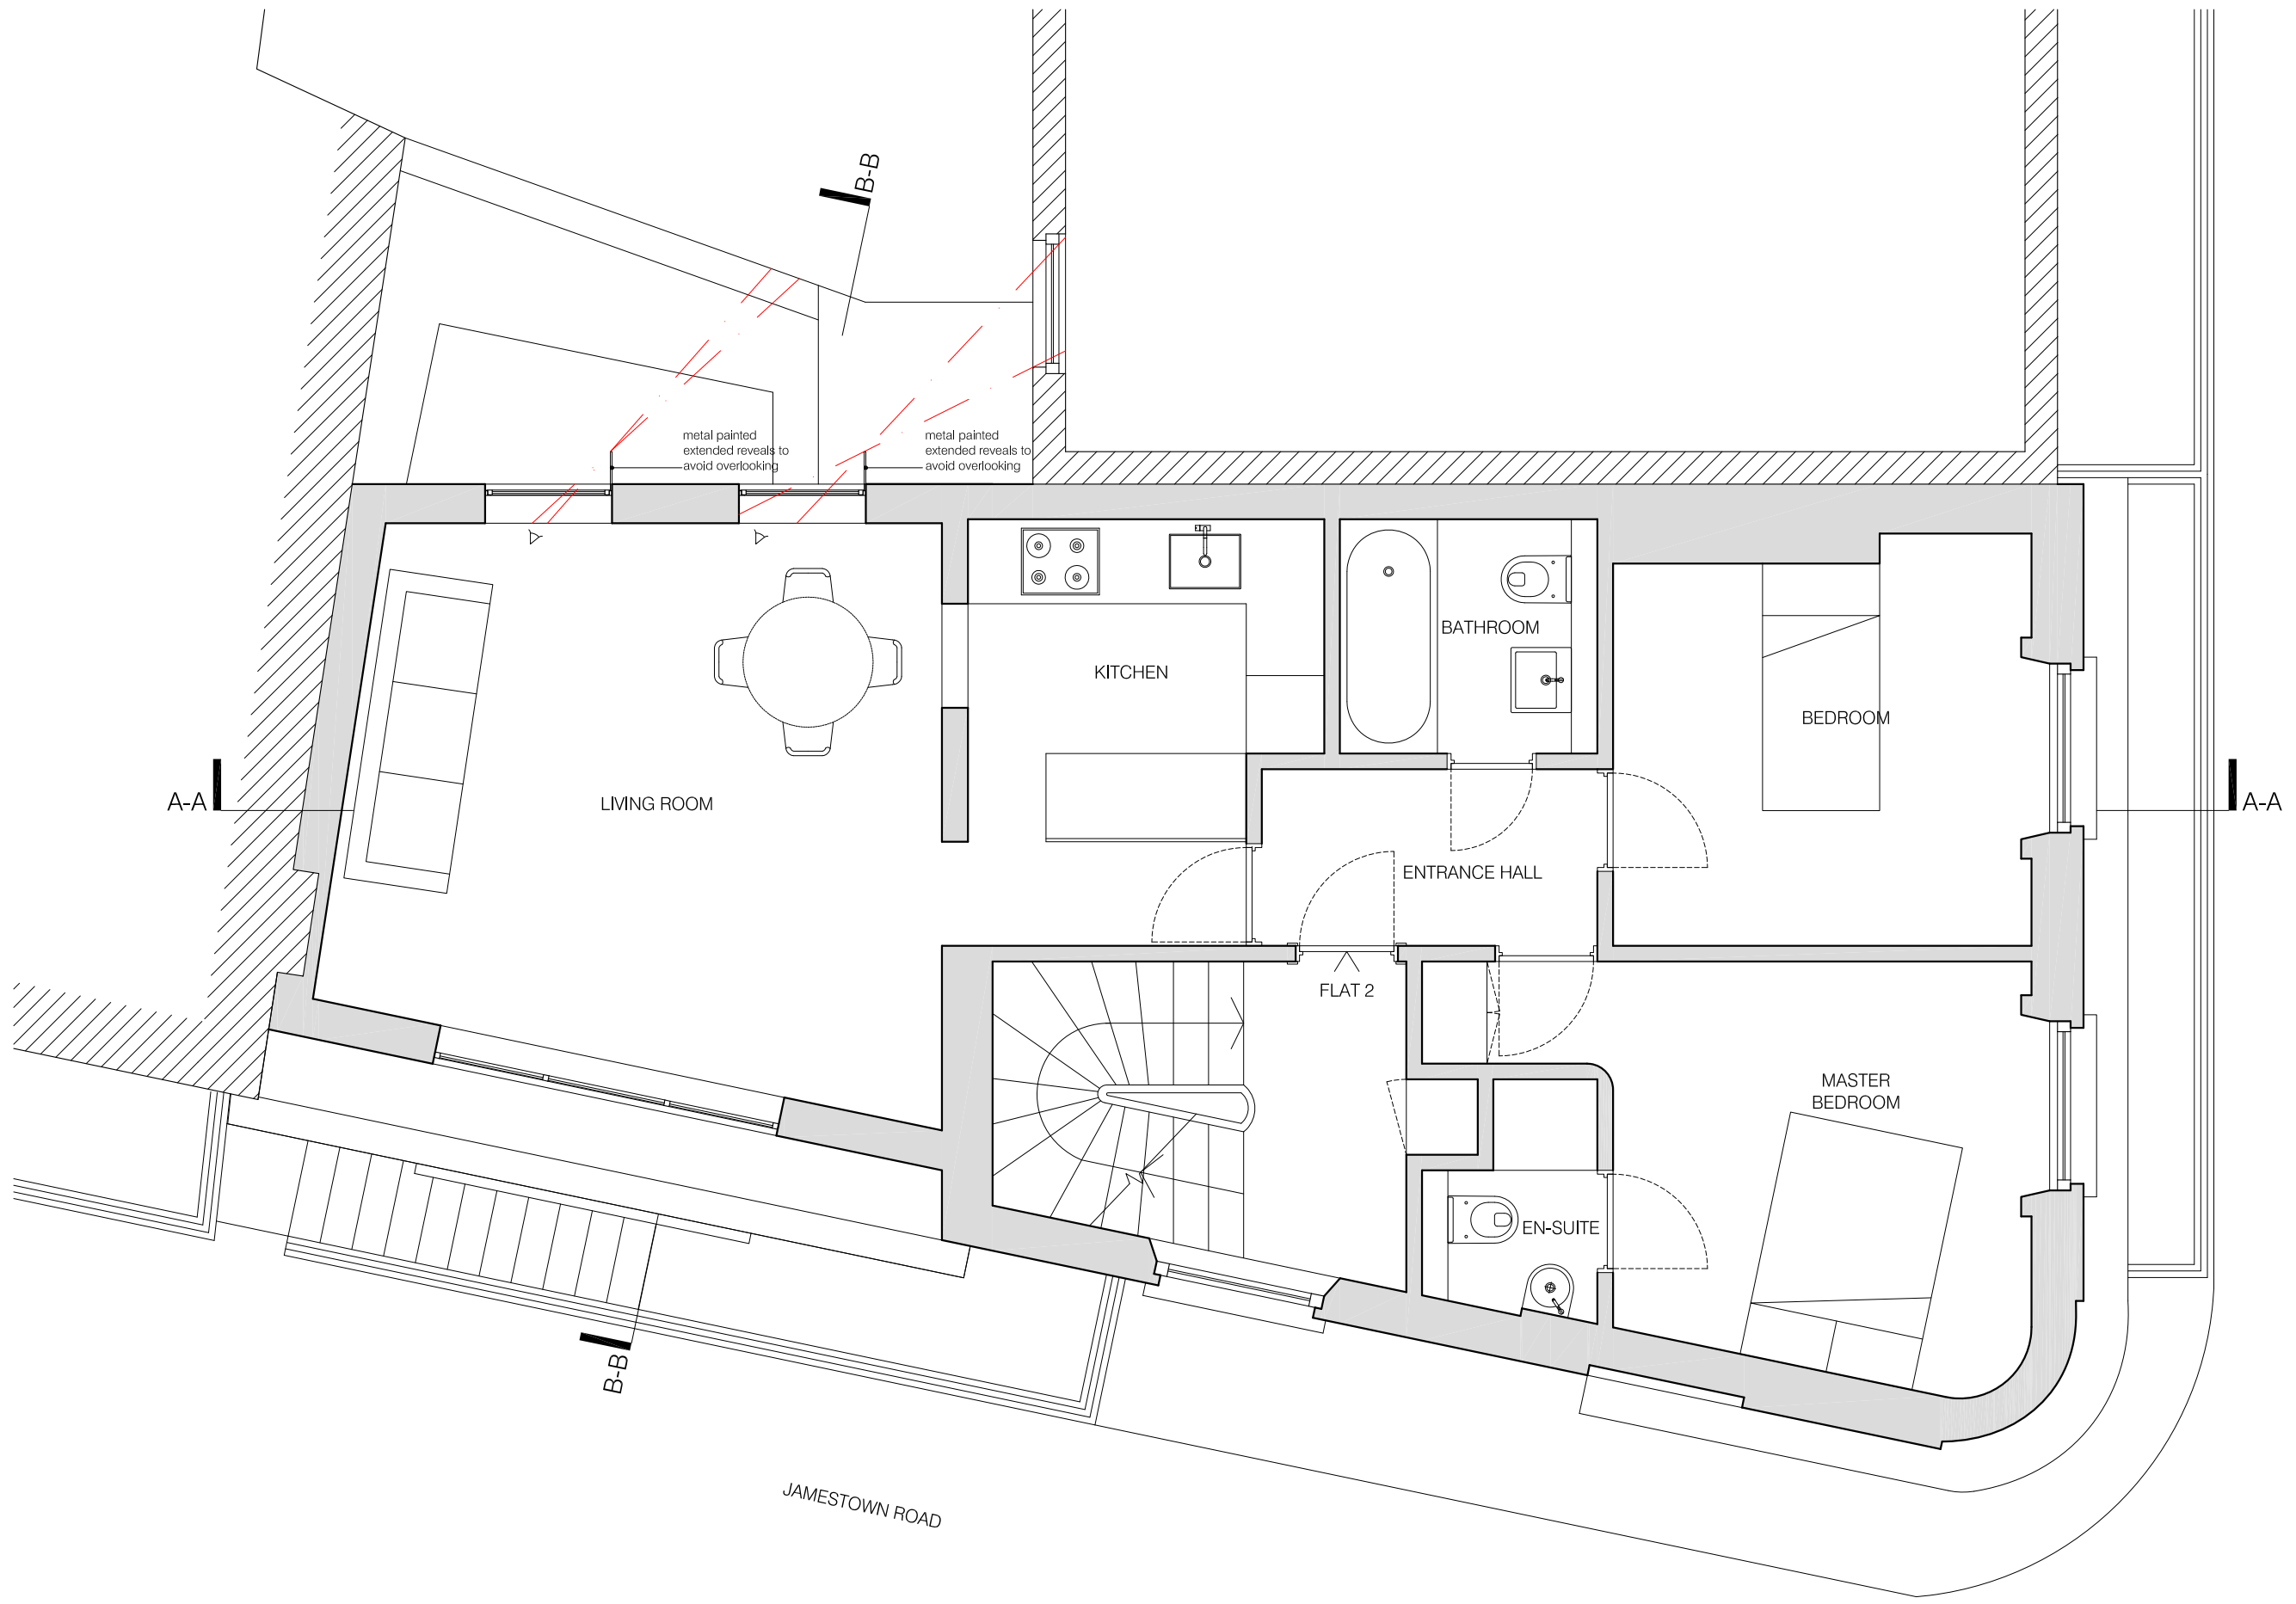 B-B
metal painted
extended reveals to
avoid overlooking
metal painted
extended reveals to
avoid overlooking
BATHROOM
KITCHEN
BEDROOM
A-A
LIVING ROOM
A-A
ENTRANCE HALL
FLAT 2
MASTER
BEDROOM
EN-SUITE
B-B
JAMESTOWN ROAD